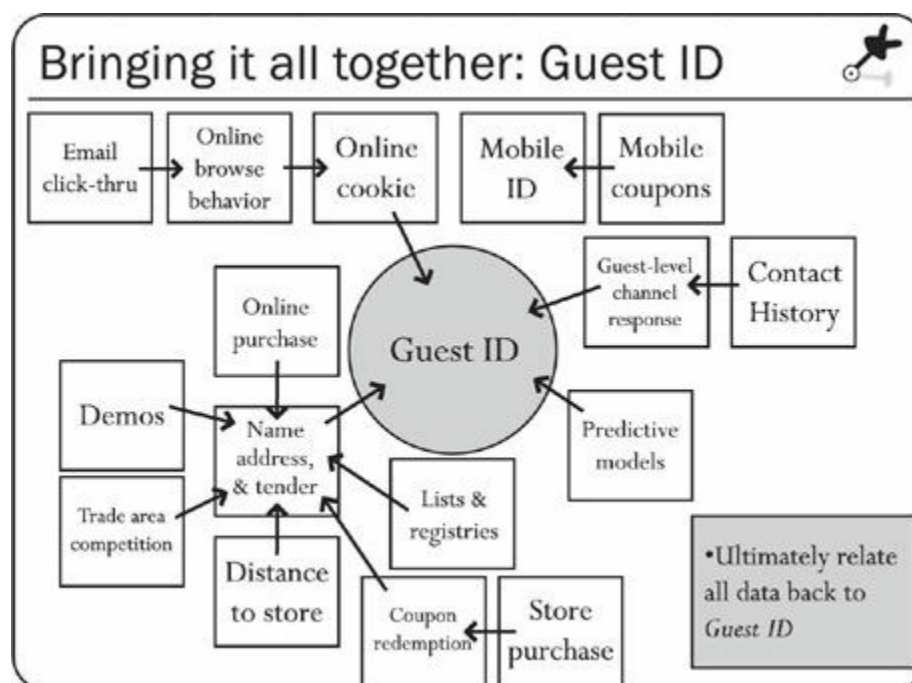 Bringing it all together: Guest ID
Email
click-thru
Online
browse
behavior
Online
cookie
Mobile
ID
Mobile
coupons
Guest-level
channel
response
Contact
History
Online
purchase
Guest ID
Demos
Name
address,
& tender
Predictive
models
Trade area
competition
Lists &
registries
Distance
to store
Coupon
redemption
Store
purchase
•Ultimately relate
all data back to
Guest ID